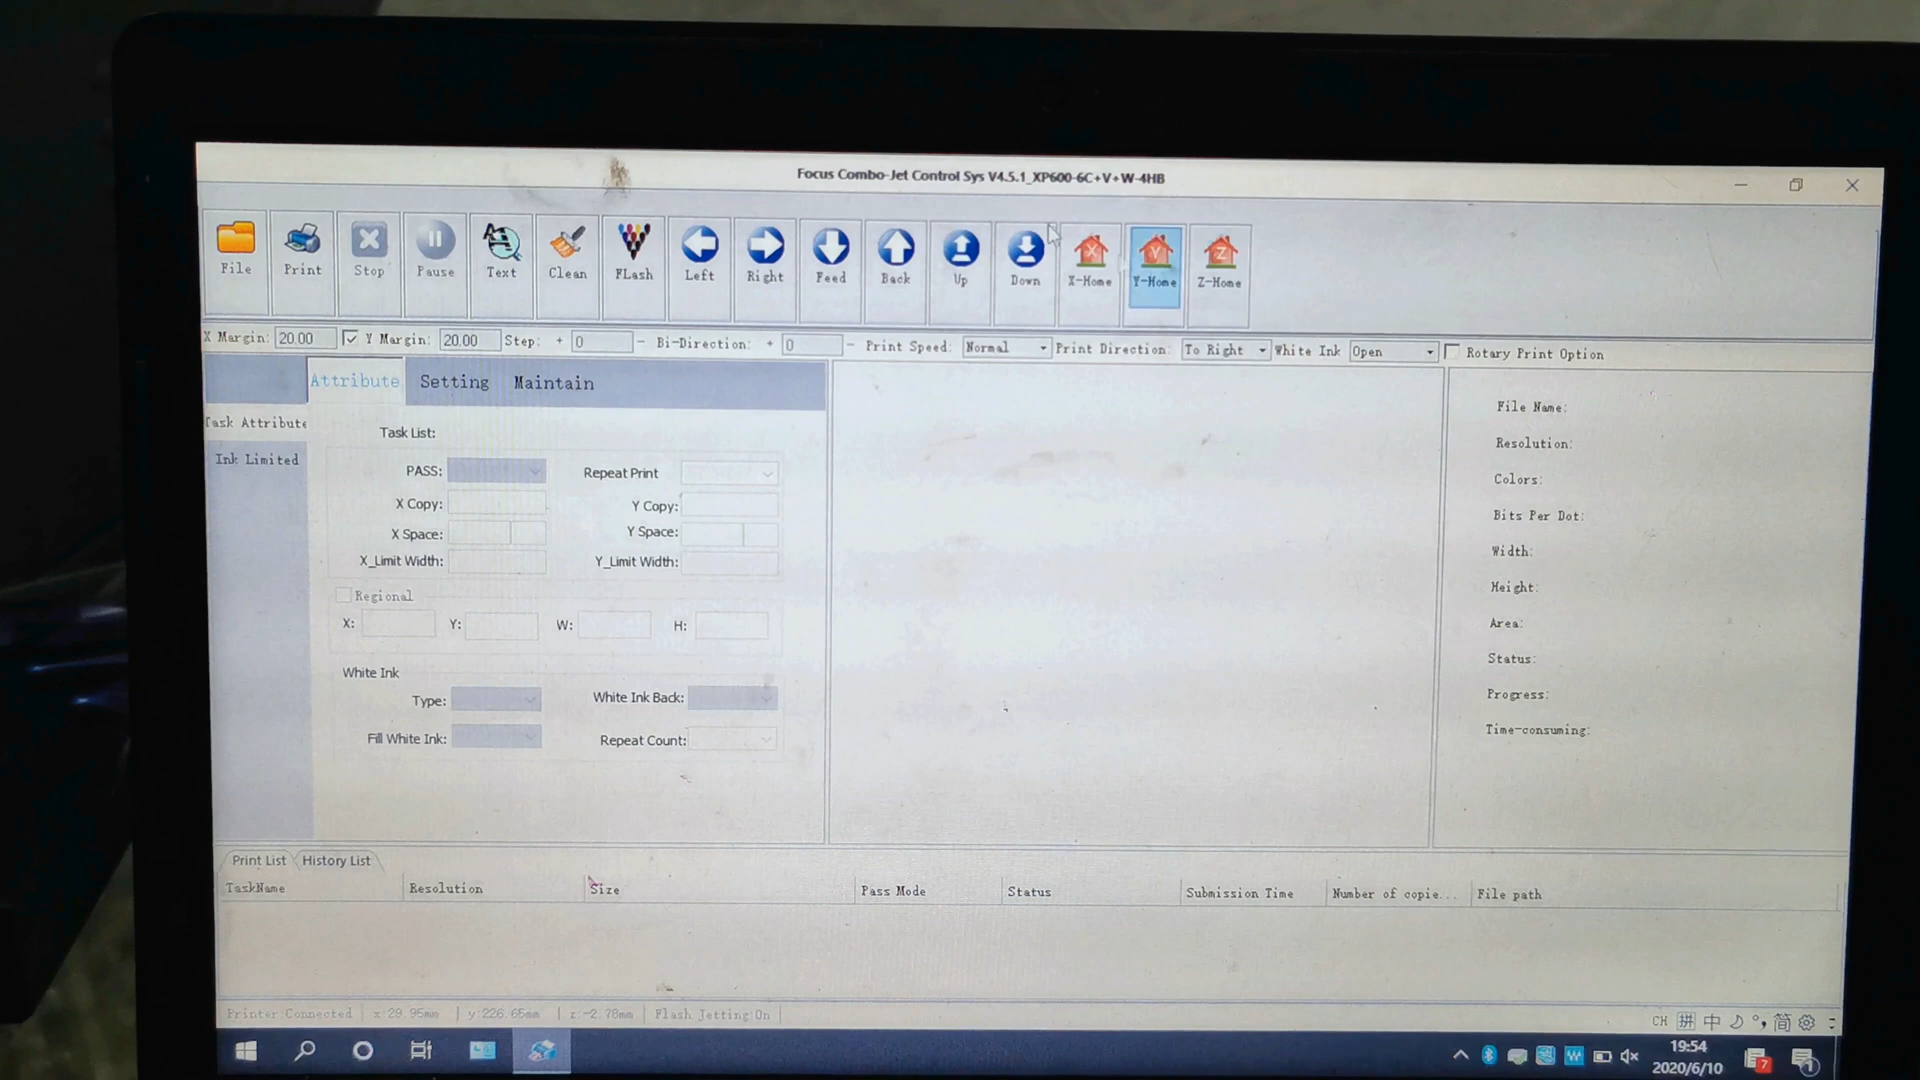 Focus Combo-Jet Control Sys V4.5.1_XP600-6C+V+W-4HB
File Print Stop Pause Text Clean FLash Left Right Feed Back Up Down X-Home Y-Home Z-Home
X Margin: 20.00 Y Margin: 20.00 Step: + 0 - Bi-Direction: + 0 - Print Speed: Normal Print Direction: To Right White Ink Open Rotary Print Option
Attribute Setting Maintain
Task Attribute
Ink Limited
Task List:
PASS: Repeat Print
X Copy: Y Copy:
X Space: Y Space:
X_Limit Width: Y_Limit Width:
Regional
X: Y: W: H:
White Ink
Type: White Ink Back:
Fill White Ink: Repeat Count:
File Name:
Resolution:
Colors:
Bits Per Dot:
Width:
Height:
Area:
Status:
Progress:
Time-consuming:
Print List History List
TaskName Resolution Size Pass Mode Status Submission Time Number of copie... File path
Printer Connected x:29.95mm y:226.65mm z:-2.78mm Flash Jetting On
CH 拼 中 简
19:54
2020/6/10
7
1